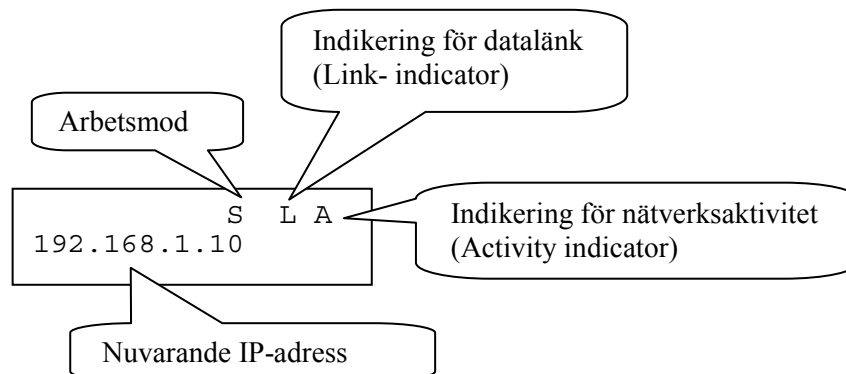 Indikering för datalänk
(Link- indicator)
Arbetsmod
S L A
192.168.1.10
Indikering för nätverksaktivitet
(Activity indicator)
Nuvarande IP-adress